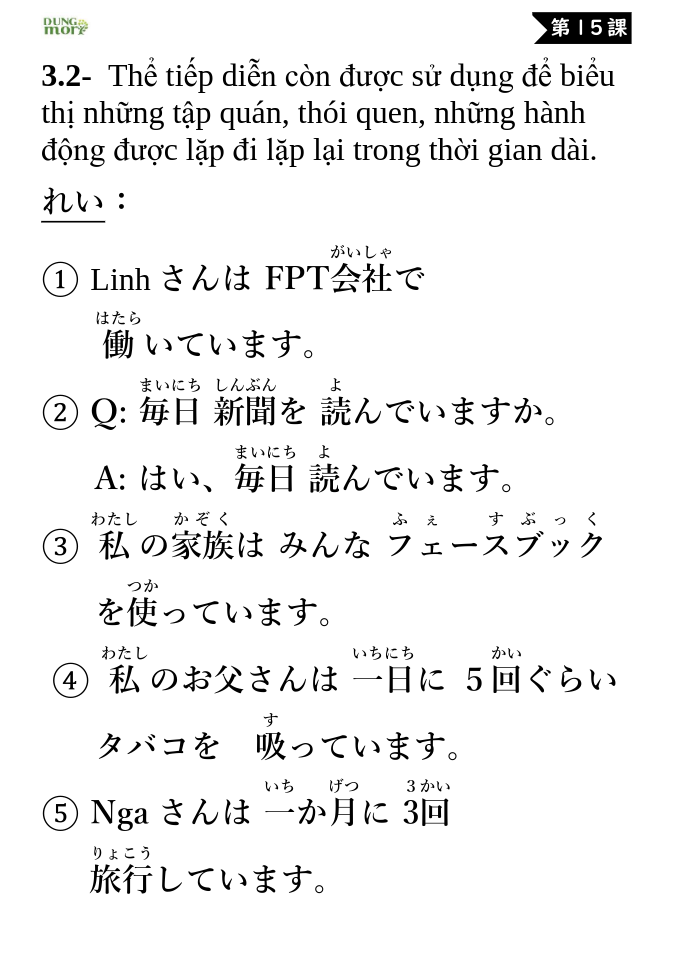 DUNG
mori
第15課
3.2- Thể tiếp diễn còn được sử dụng để biểu
thị những tập quán, thói quen, những hành
động được lặp đi lặp lại trong thời gian dài.
れい：
がいしゃ
① Linh さんは FPT会社で
はたら
働いています。
まいにち しんぶん よ
② Q: 毎日 新聞を 読んでいますか。
まいにち よ
A: はい、毎日 読んでいます。
わたし かぞく ふぇ すぶっく
③ 私の家族は みんな フェースブック
つか
を使っています。
わたし いちにち かい
④ 私のお父さんは 一日に ５回ぐらい
す
タバコを 吸っています。
いち げつ ３かい
⑤ Nga さんは 一か月に 3回
りょこう
旅行しています。